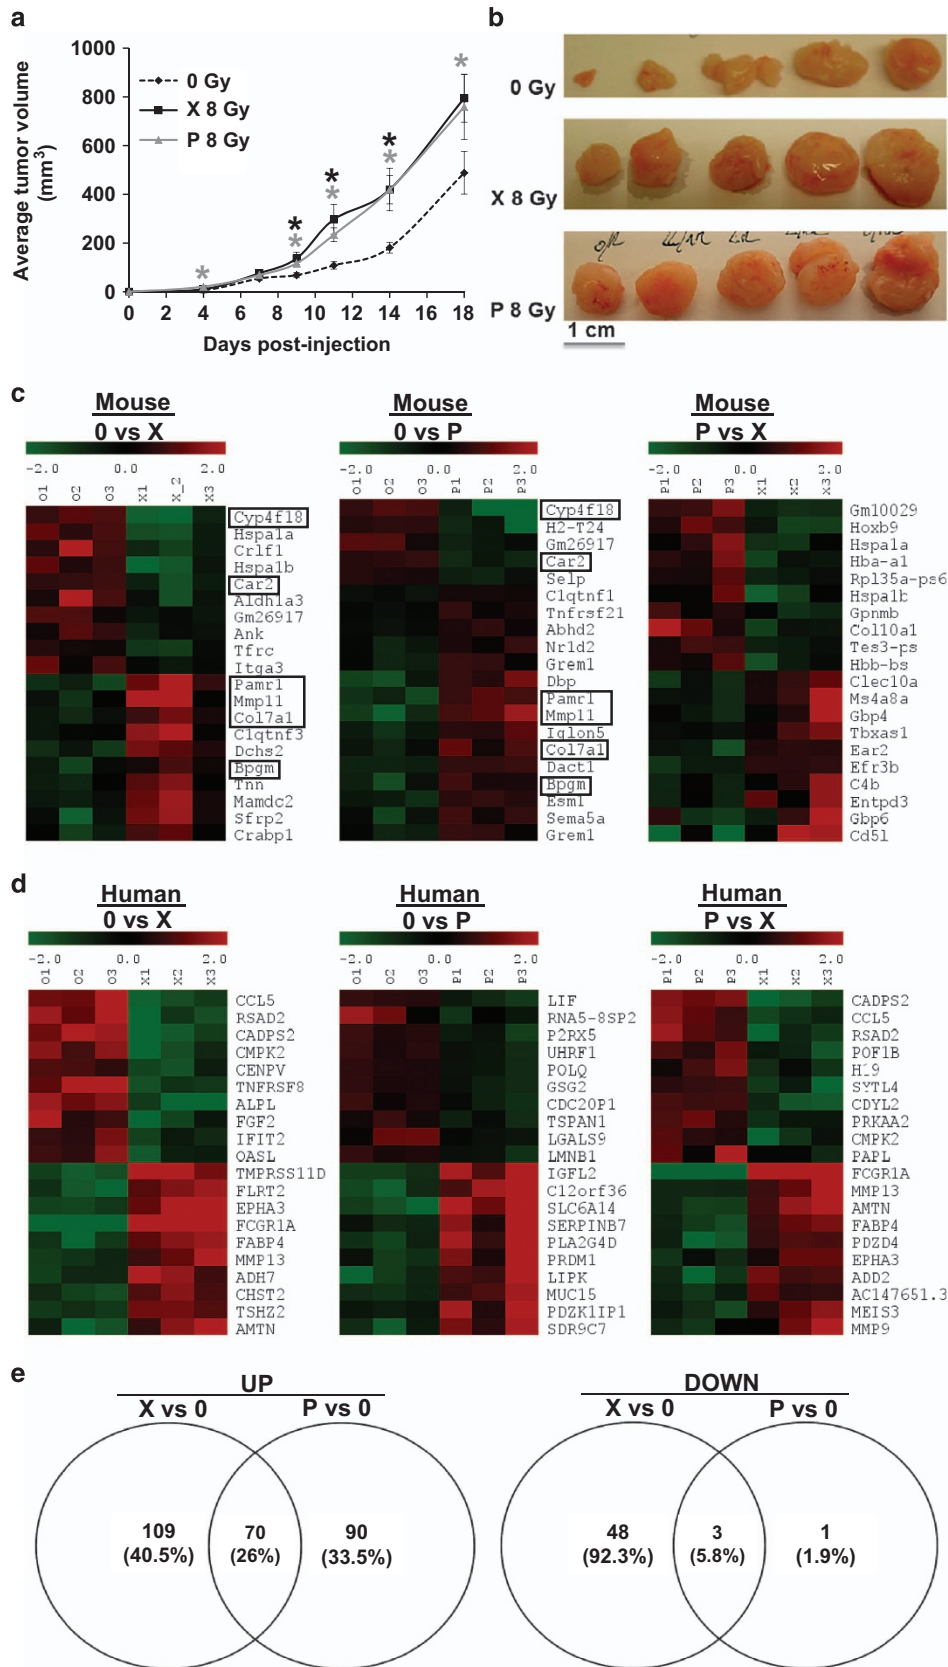 a
Average tumor volume
(mm3)
1000
800
600
400
200
0
0 Gy
X 8 Gy
P 8 Gy
* * * * * * * *
0 2 4 6 8 10 12 14 16 18
Days post-injection
b
0 Gy
X 8 Gy
P 8 Gy
1 cm
c
Mouse
0 vs X
-2.0 0.0 2.0
O1 O2 O3 X1 X_2 X3
Cyp4f18
Hspa1a
Crlf1
Hspa1b
Car2
Aldh1a3
Gm26917
Ank
Tfrc
Itga3
Pamr1
Mmp11
Col7a1
C1qtnf3
Dchs2
Bpgm
Tnn
Mamdc2
Sfrp2
Crabp1
Mouse
0 vs P
-2.0 0.0 2.0
O1 O2 O3 P1 P2 P3
Cyp4f18
H2-T24
Gm26917
Car2
Selp
C1qtnf1
Tnfrsf21
Abhd2
Nr1d2
Grem1
Dbp
Pamr1
Mmp11
Iglon5
Col7a1
Dact1
Bpgm
Esm1
Sema5a
Grem1
Mouse
P vs X
-2.0 0.0 2.0
P1 P2 P3 X1 X2 X3
Gm10029
Hoxb9
Hspa1a
Hba-a1
Rpl35a-ps6
Hspa1b
Gpnmb
Col10a1
Tes3-ps
Hbb-bs
Clec10a
Ms4a8a
Gbp4
Tbxas1
Ear2
Efr3b
C4b
Entpd3
Gbp6
Cd5l
d
Human
0 vs X
-2.0 0.0 2.0
O1 O2 O3 X1 X2 X3
CCL5
RSAD2
CADPS2
CMPK2
CENPV
TNFRSF8
ALPL
FGF2
IFIT2
OASL
TMPRSS11D
FLRT2
EPHA3
FCGR1A
FABP4
MMP13
ADH7
CHST2
TSHZ2
AMTN
Human
0 vs P
-2.0 0.0 2.0
O1 O2 O3 P1 P2 P3
LIF
RNA5-8SP2
P2RX5
UHRF1
POLQ
GSG2
CDC20P1
TSPAN1
LGALS9
LMNB1
IGFL2
C12orf36
SLC6A14
SERPINB7
PLA2G4D
PRDM1
LIPK
MUC15
PDZK1IP1
SDR9C7
Human
P vs X
-2.0 0.0 2.0
P1 P2 P3 X1 X2 X3
CADPS2
CCL5
RSAD2
POF1B
H19
SYTL4
CDYL2
PRKAA2
CMPK2
PAPL
FCGR1A
MMP13
AMTN
FABP4
PDZD4
EPHA3
ADD2
AC147651.3
MEIS3
MMP9
e
UP
X vs 0 P vs 0
109 70 90
(40.5%) (26%) (33.5%)
DOWN
X vs 0 P vs 0
48 3 1
(92.3%) (5.8%) (1.9%)